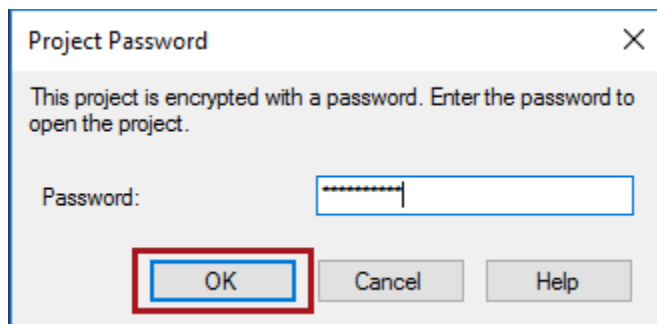 Project Password
This project is encrypted with a password. Enter the password to
open the project.
Password: **********
OK Cancel Help